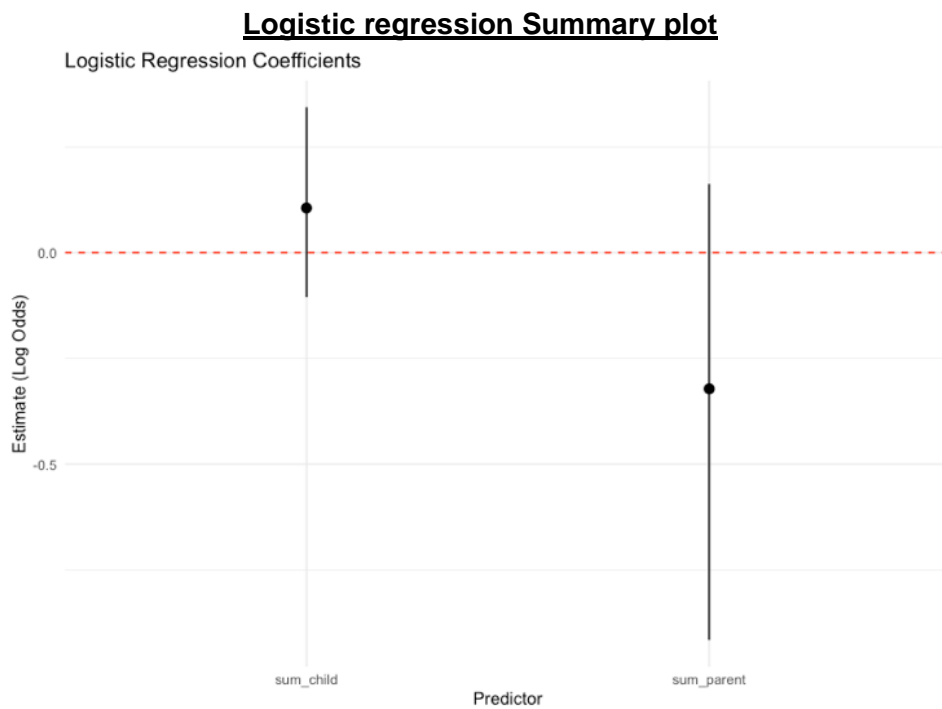 Logistic regression Summary plot
Logistic Regression Coefficients
Estimate (Log Odds)
0.0
-0.5
sum_child
sum_parent
Predictor